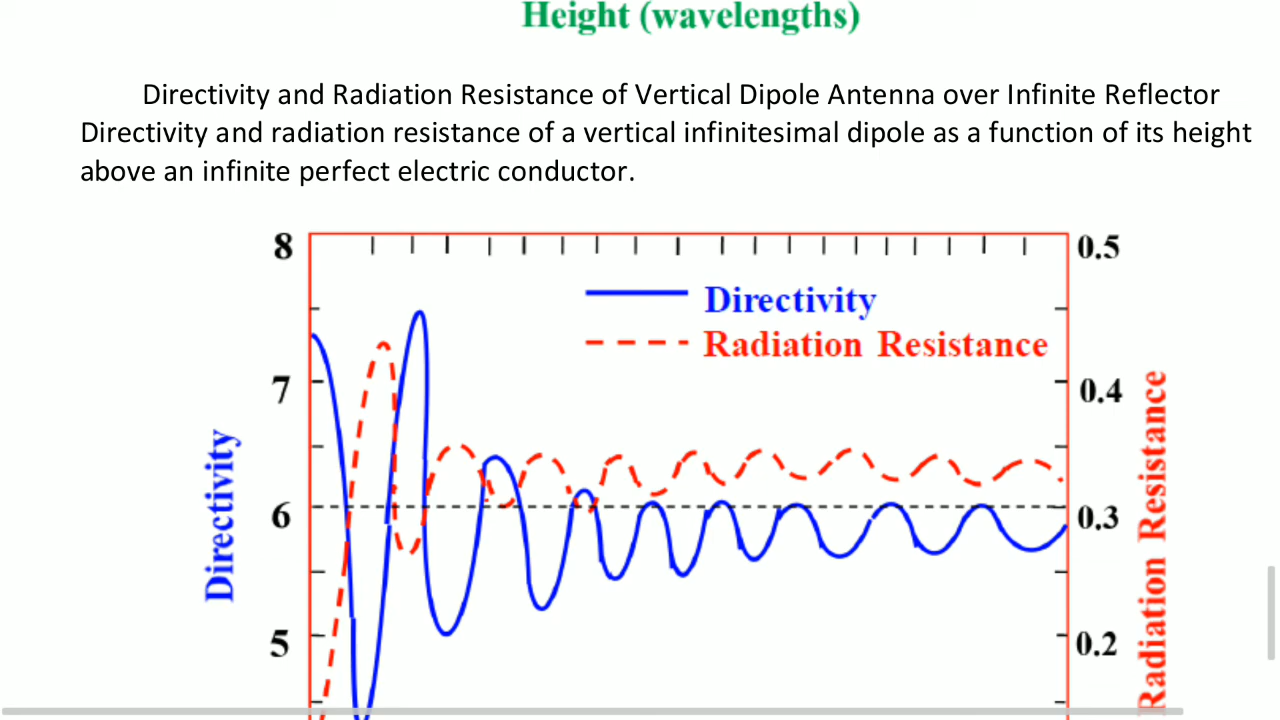 Height (wavelengths)
Directivity and Radiation Resistance of Vertical Dipole Antenna over Infinite Reflector
Directivity and radiation resistance of a vertical infinitesimal dipole as a function of its height
above an infinite perfect electric conductor.
8
0.5
Directivity
Radiation Resistance
7
0.4
6
0.3
5
0.2
Directivity
Radiation Resistance